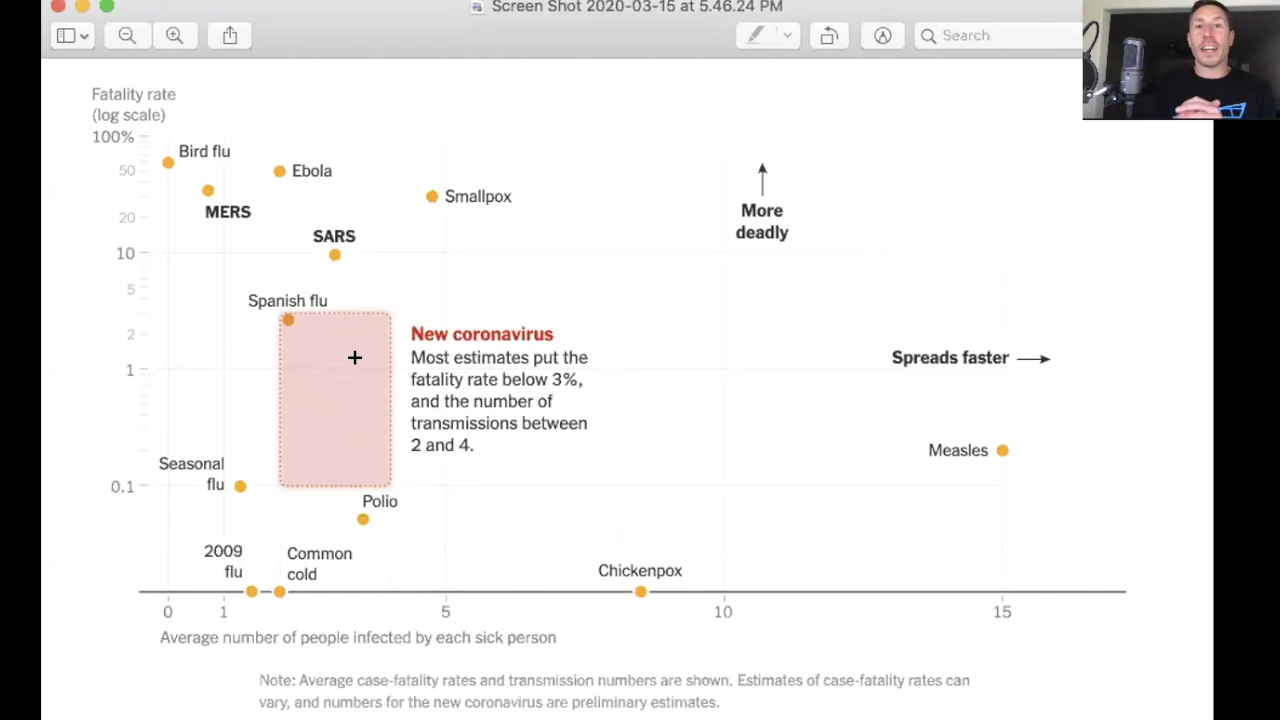 Screen Shot 2020-03-15 at 5.46.24 PM
Search
Fatality rate
(log scale)
100%
Bird flu
50
Ebola
MERS
Smallpox
20
More
deadly
SARS
10
5
Spanish flu
2
New coronavirus
Most estimates put the
fatality rate below 3%,
and the number of
transmissions between
2 and 4.
Spreads faster
1
Measles
Seasonal
flu
0.1
Polio
2009
flu
Common
cold
Chickenpox
0 1 5 10 15
Average number of people infected by each sick person
Note: Average case-fatality rates and transmission numbers are shown. Estimates of case-fatality rates can
vary, and numbers for the new coronavirus are preliminary estimates.